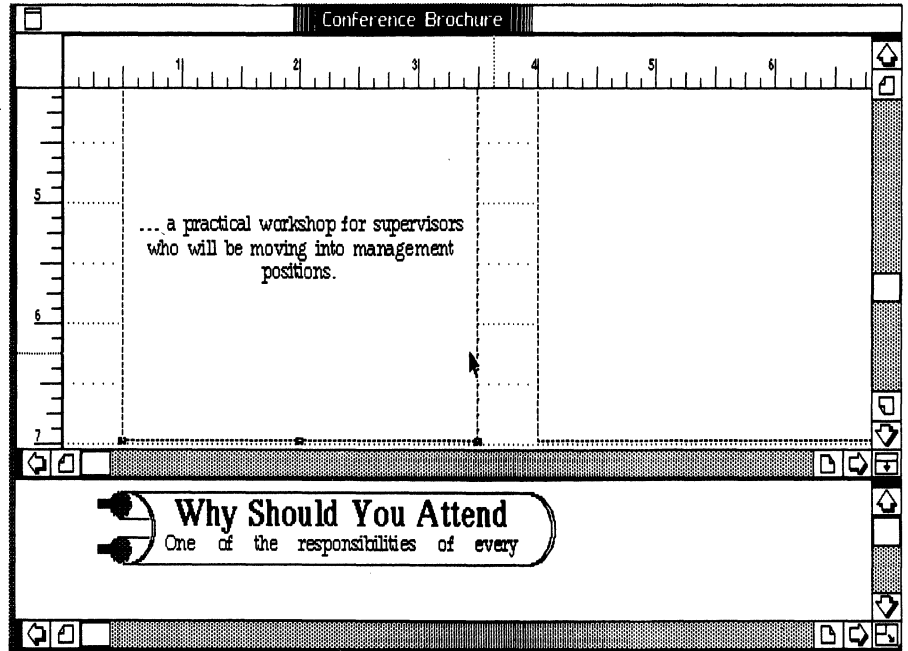 Conference Brochure
1 2 3 4 5 6
5
... a practical workshop for supervisors
who will be moving into management
positions.
6
7
Why Should You Attend
One of the responsibilities of every